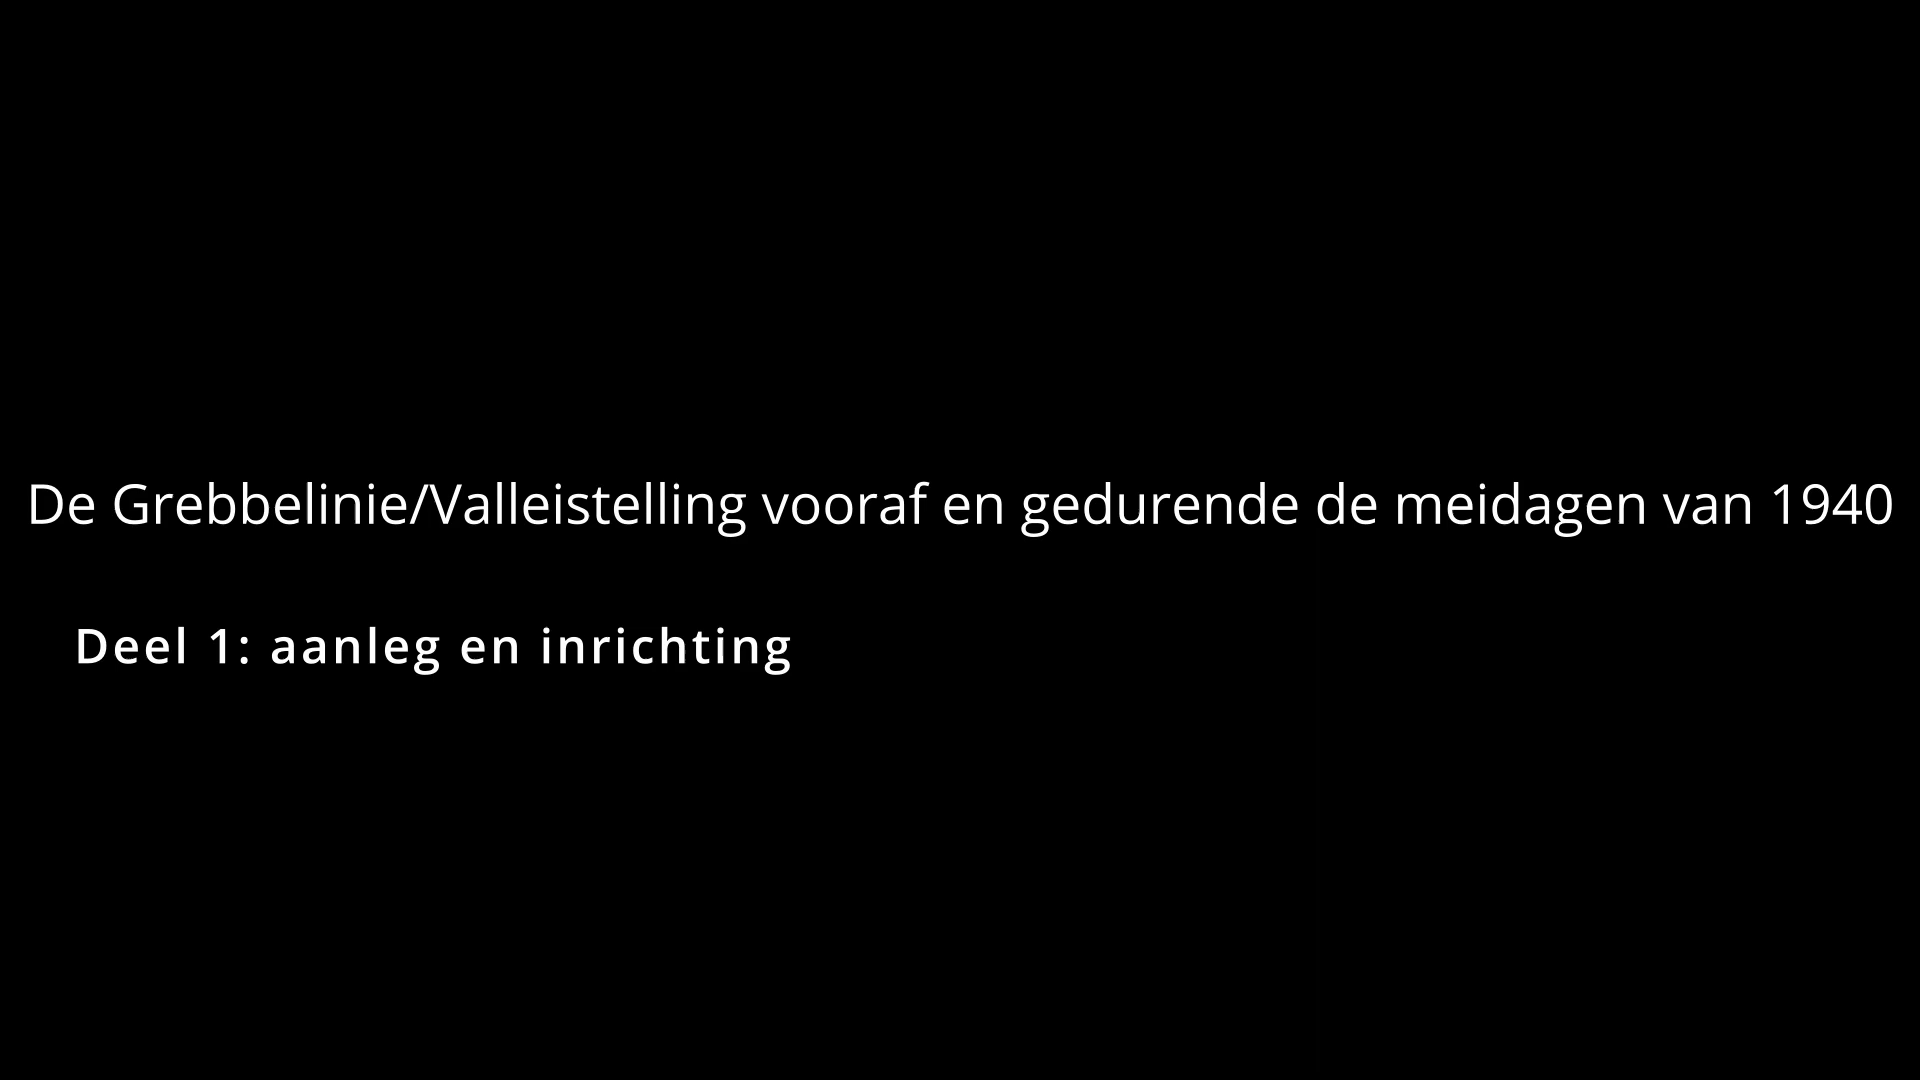 De Grebbelinie/Valleistelling vooraf en gedurende de meidagen van 1940
Deel 1: aanleg en inrichting